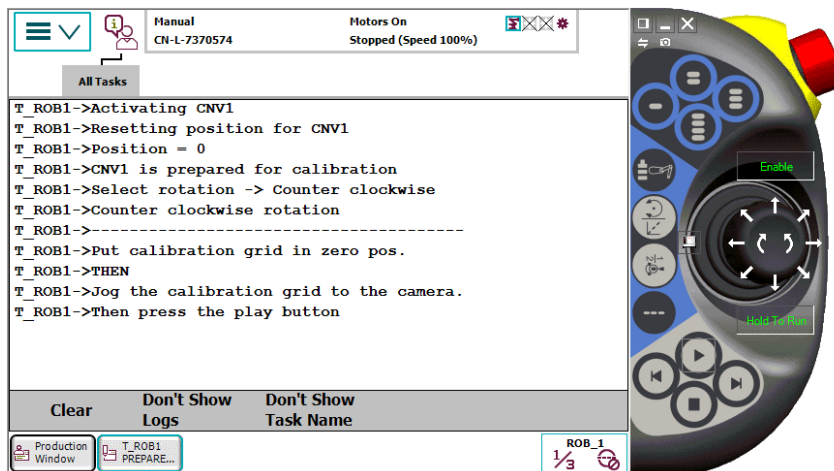 Manual
CN-L-7370574
Motors On
Stopped (Speed 100%)
All Tasks
T_ROB1->Activating CNV1
T_ROB1->Resetting position for CNV1
T_ROB1->Position = 0
T_ROB1->CNV1 is prepared for calibration
T_ROB1->Select rotation -> Counter clockwise
T_ROB1->Counter clockwise rotation
T_ROB1->---------------------------------------
T_ROB1->Put calibration grid in zero pos.
T_ROB1->THEN
T_ROB1->Jog the calibration grid to the camera.
T_ROB1->Then press the play button
Clear
Don't Show Logs
Don't Show Task Name
Production Window
T_ROB1 PREPARE...
ROB_1
1/3
Enable
Hold To Run